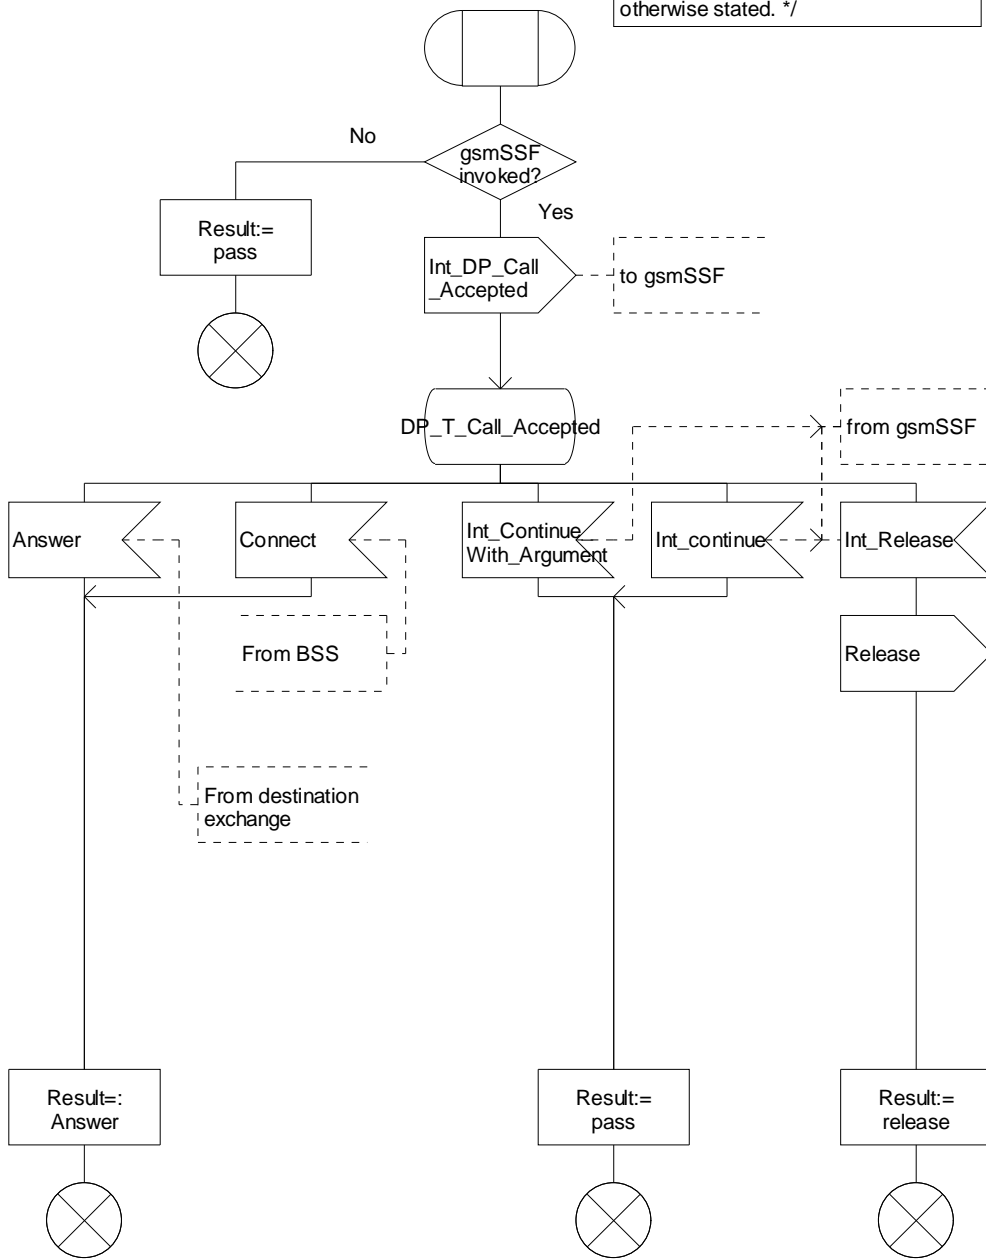 otherwise stated. */
No
gsmSSF
invoked?
Yes
Result:=
pass
Int_DP_Call
_Accepted
to gsmSSF
DP_T_Call_Accepted
from gsmSSF
Answer
Connect
Int_Continue_
With_Argument
Int_continue
Int_Release
From BSS
Release
From destination
exchange
Result=:
Answer
Result:=
pass
Result:=
release